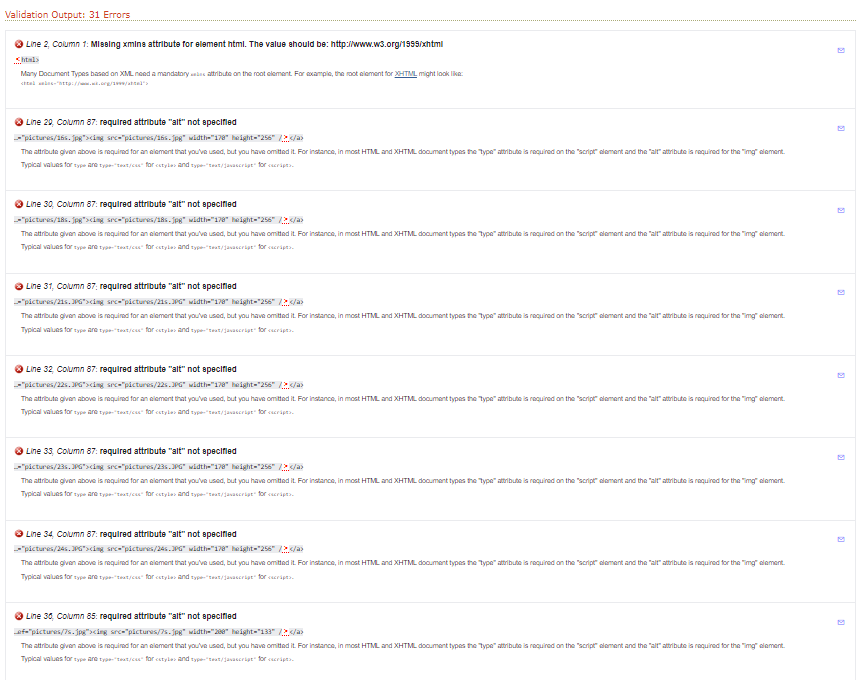 Validation Output: 31 Errors
Line 2, Column 1: Missing xmlns attribute for element html. The value should be: http://www.w3.org/1999/xhtml
<html>
Many Document Types based on XML need a mandatory xmlns attribute on the root element. For example, the root element for XHTML might look like:
<html xmlns="http://www.w3.org/1999/xhtml">
Line 29, Column 87: required attribute "alt" not specified
…="pictures/16s.jpg"><img src="pictures/16s.jpg" width="170" height="256" /></a>
The attribute given above is required for an element that you've used, but you have omitted it. For instance, in most HTML and XHTML document types the "type" attribute is required on the "script" element and the "alt" attribute is required for the "img" element.
Typical values for type are type="text/css" for <style> and type="text/javascript" for <script>.
Line 30, Column 87: required attribute "alt" not specified
…="pictures/18s.jpg"><img src="pictures/18s.jpg" width="170" height="256" /></a>
The attribute given above is required for an element that you've used, but you have omitted it. For instance, in most HTML and XHTML document types the "type" attribute is required on the "script" element and the "alt" attribute is required for the "img" element.
Typical values for type are type="text/css" for <style> and type="text/javascript" for <script>.
Line 31, Column 87: required attribute "alt" not specified
…="pictures/21s.JPG"><img src="pictures/21s.JPG" width="170" height="256" /></a>
The attribute given above is required for an element that you've used, but you have omitted it. For instance, in most HTML and XHTML document types the "type" attribute is required on the "script" element and the "alt" attribute is required for the "img" element.
Typical values for type are type="text/css" for <style> and type="text/javascript" for <script>.
Line 32, Column 87: required attribute "alt" not specified
…="pictures/22s.JPG"><img src="pictures/22s.JPG" width="170" height="256" /></a>
The attribute given above is required for an element that you've used, but you have omitted it. For instance, in most HTML and XHTML document types the "type" attribute is required on the "script" element and the "alt" attribute is required for the "img" element.
Typical values for type are type="text/css" for <style> and type="text/javascript" for <script>.
Line 33, Column 87: required attribute "alt" not specified
…="pictures/23s.JPG"><img src="pictures/23s.JPG" width="170" height="256" /></a>
The attribute given above is required for an element that you've used, but you have omitted it. For instance, in most HTML and XHTML document types the "type" attribute is required on the "script" element and the "alt" attribute is required for the "img" element.
Typical values for type are type="text/css" for <style> and type="text/javascript" for <script>.
Line 34, Column 87: required attribute "alt" not specified
…="pictures/24s.JPG"><img src="pictures/24s.JPG" width="170" height="256" /></a>
The attribute given above is required for an element that you've used, but you have omitted it. For instance, in most HTML and XHTML document types the "type" attribute is required on the "script" element and the "alt" attribute is required for the "img" element.
Typical values for type are type="text/css" for <style> and type="text/javascript" for <script>.
Line 36, Column 85: required attribute "alt" not specified
…ef="pictures/7s.jpg"><img src="pictures/7s.jpg" width="200" height="133" /></a>
The attribute given above is required for an element that you've used, but you have omitted it. For instance, in most HTML and XHTML document types the "type" attribute is required on the "script" element and the "alt" attribute is required for the "img" element.
Typical values for type are type="text/css" for <style> and type="text/javascript" for <script>.